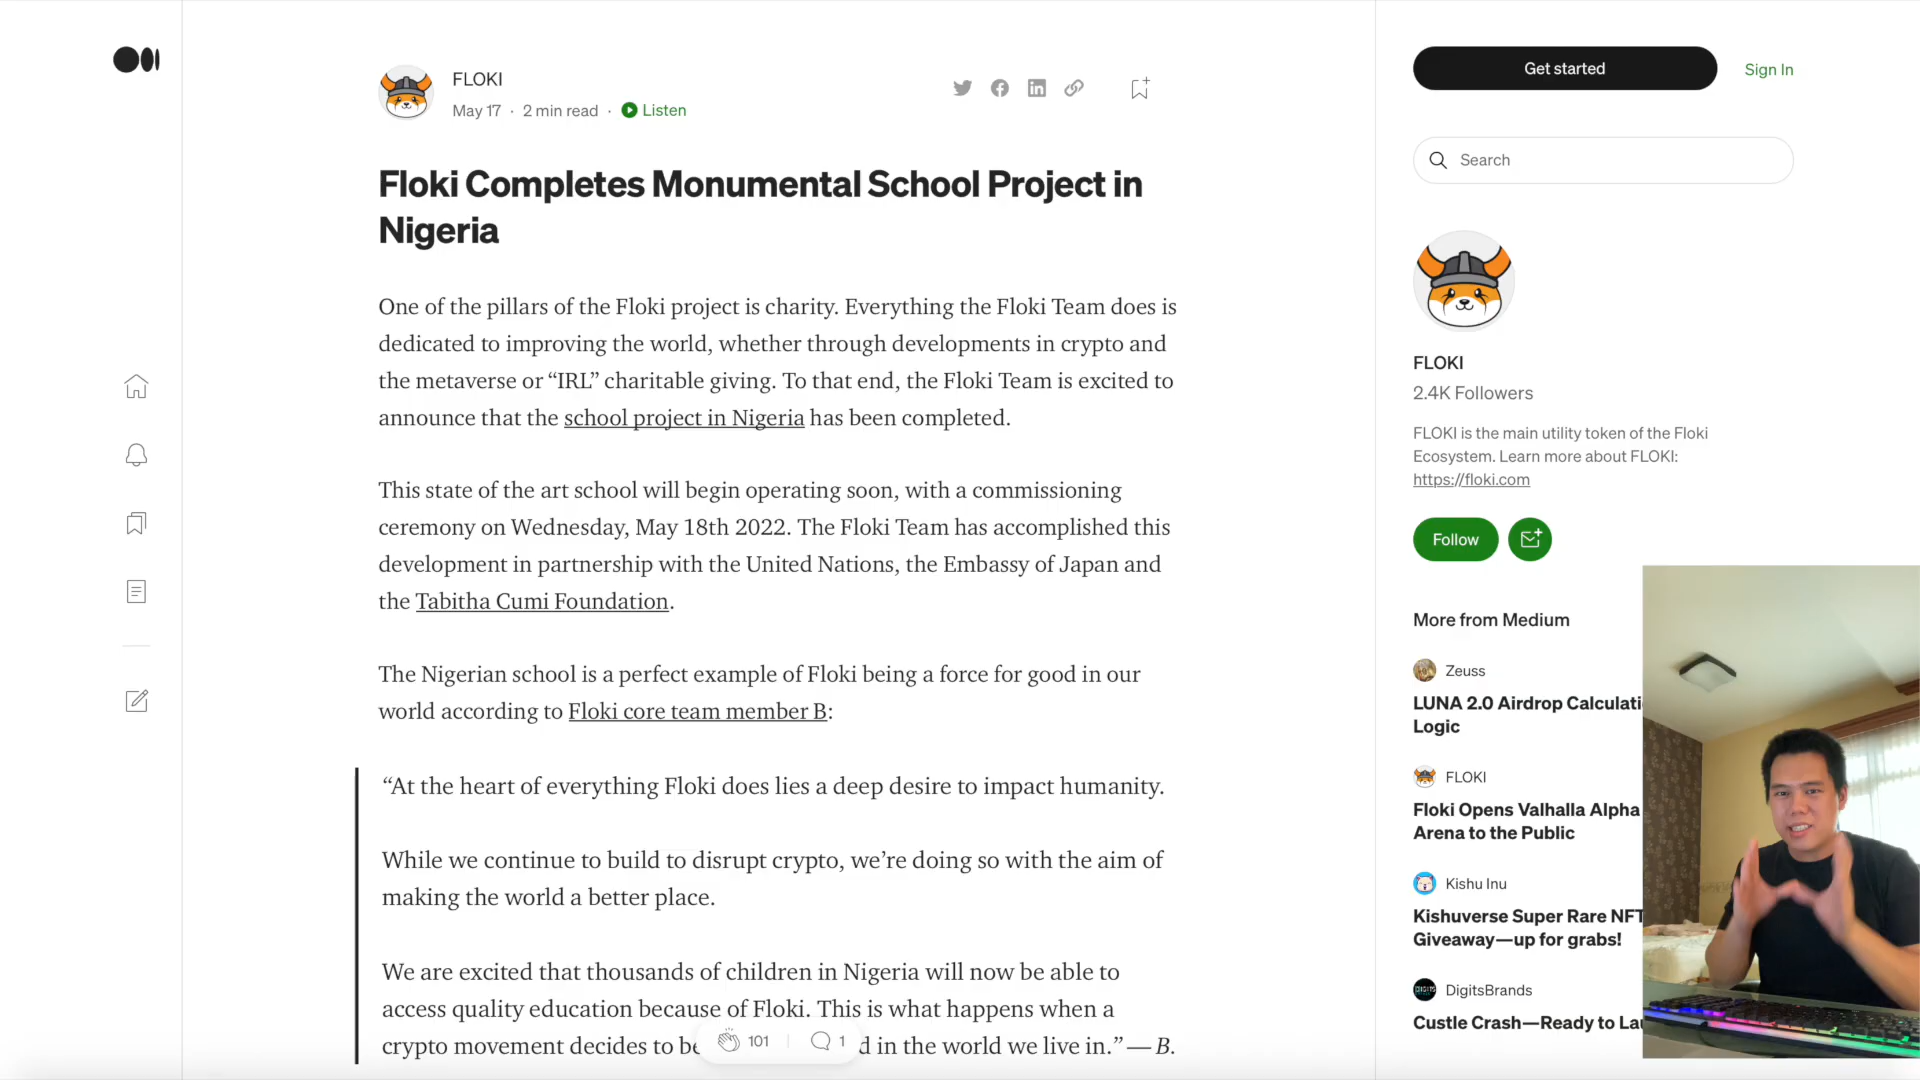 FLOKI
May 17 · 2 min read · Listen
Get started
Sign In
Search
Floki Completes Monumental School Project in
Nigeria
One of the pillars of the Floki project is charity. Everything the Floki Team does is
dedicated to improving the world, whether through developments in crypto and
the metaverse or “IRL” charitable giving. To that end, the Floki Team is excited to
announce that the school project in Nigeria has been completed.
This state of the art school will begin operating soon, with a commissioning
ceremony on Wednesday, May 18th 2022. The Floki Team has accomplished this
development in partnership with the United Nations, the Embassy of Japan and
the Tabitha Cumi Foundation.
The Nigerian school is a perfect example of Floki being a force for good in our
world according to Floki core team member B:
“At the heart of everything Floki does lies a deep desire to impact humanity.
While we continue to build to disrupt crypto, we’re doing so with the aim of
making the world a better place.
We are excited that thousands of children in Nigeria will now be able to
access quality education because of Floki. This is what happens when a
crypto movement decides to be
101
1
d in the world we live in.” — B.
FLOKI
2.4K Followers
FLOKI is the main utility token of the Floki
Ecosystem. Learn more about FLOKI:
https://floki.com
Follow
More from Medium
Zeuss
LUNA 2.0 Airdrop Calculati
Logic
FLOKI
Floki Opens Valhalla Alpha
Arena to the Public
Kishu Inu
Kishuverse Super Rare NFT
Giveaway—up for grabs!
DIGITS
DigitsBrands
Custle Crash—Ready to La